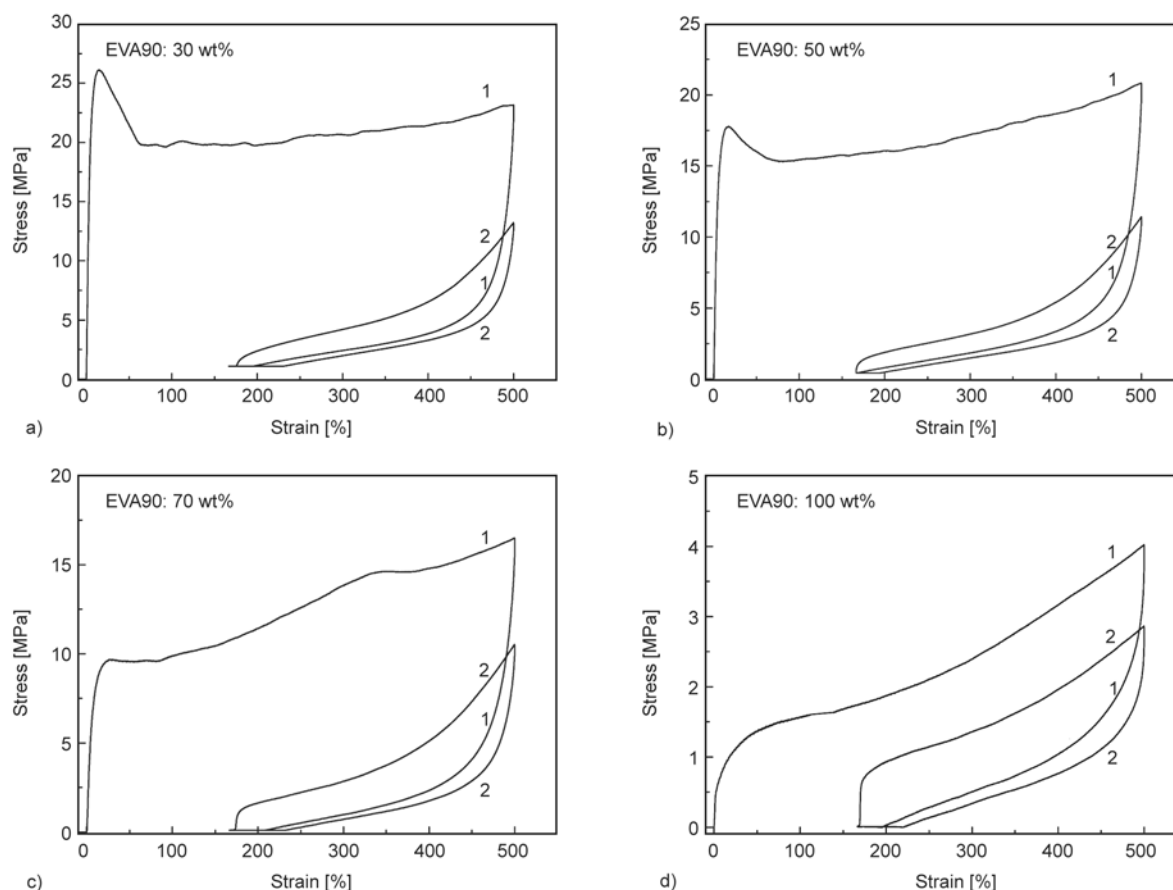 30
EVA90: 30 wt%
25
20
15
10
5
0
Stress [MPa]
1
2
1
2
0 100 200 300 400 500
a) Strain [%]
25
EVA90: 50 wt%
20
15
10
5
0
Stress [MPa]
1
2
1
2
0 100 200 300 400 500
b) Strain [%]
20
EVA90: 70 wt%
15
10
5
0
Stress [MPa]
1
2
1
2
0 100 200 300 400 500
c) Strain [%]
5
EVA90: 100 wt%
4
3
2
1
0
Stress [MPa]
1
2
1
2
0 100 200 300 400 500
d) Strain [%]